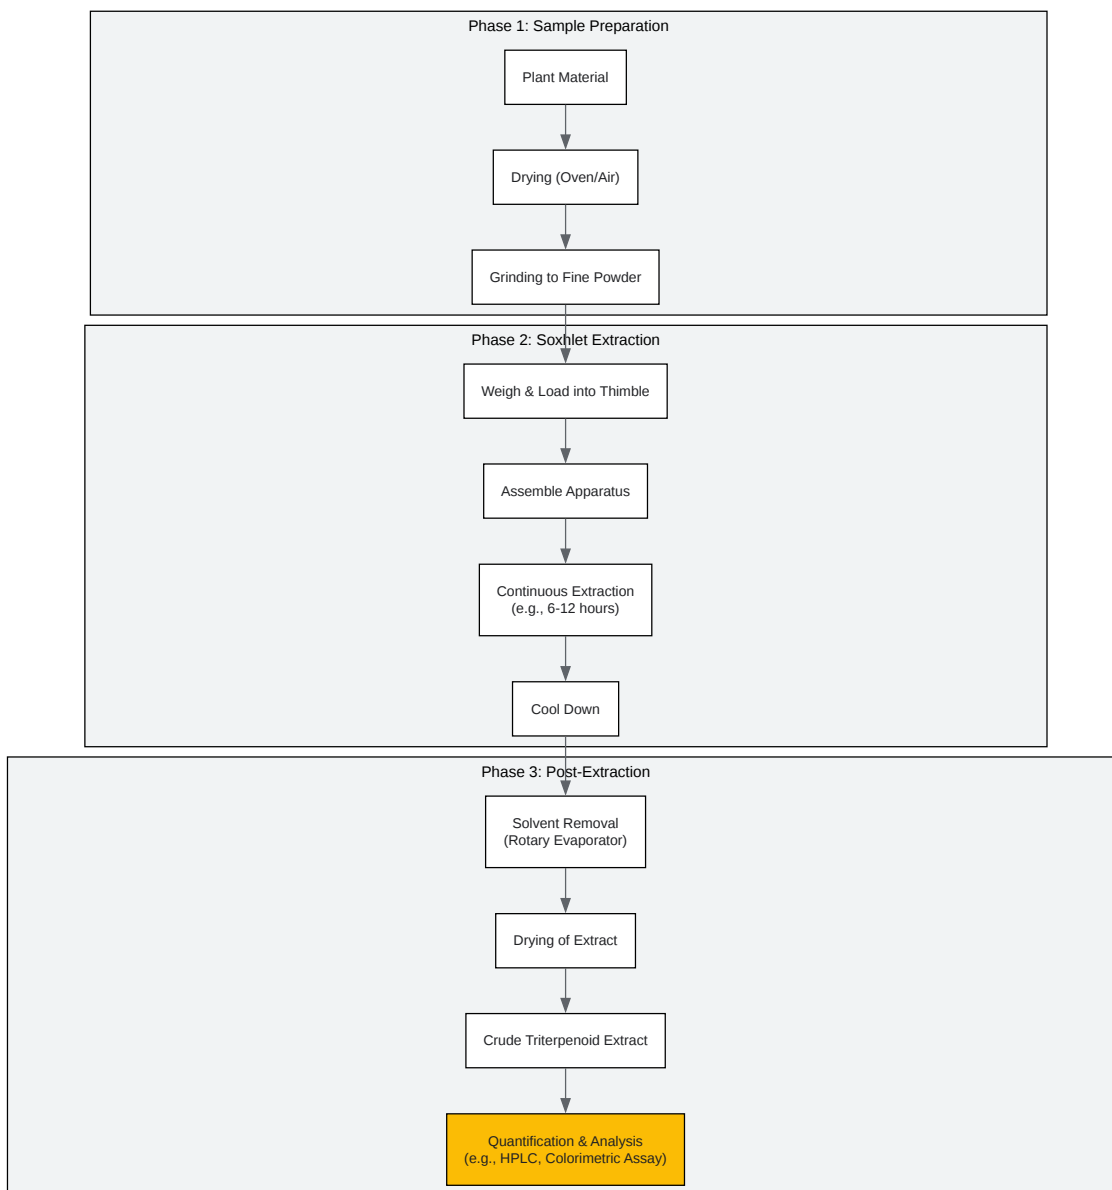 Phase 1: Sample Preparation
Plant Material
Drying (Oven/Air)
Grinding to Fine Powder
Phase 2: Soxhlet Extraction
Weigh & Load into Thimble
Assemble Apparatus
Continuous Extraction
(e.g., 6-12 hours)
Cool Down
Phase 3: Post-Extraction
Solvent Removal
(Rotary Evaporator)
Drying of Extract
Crude Triterpenoid Extract
Quantification & Analysis
(e.g., HPLC, Colorimetric Assay)